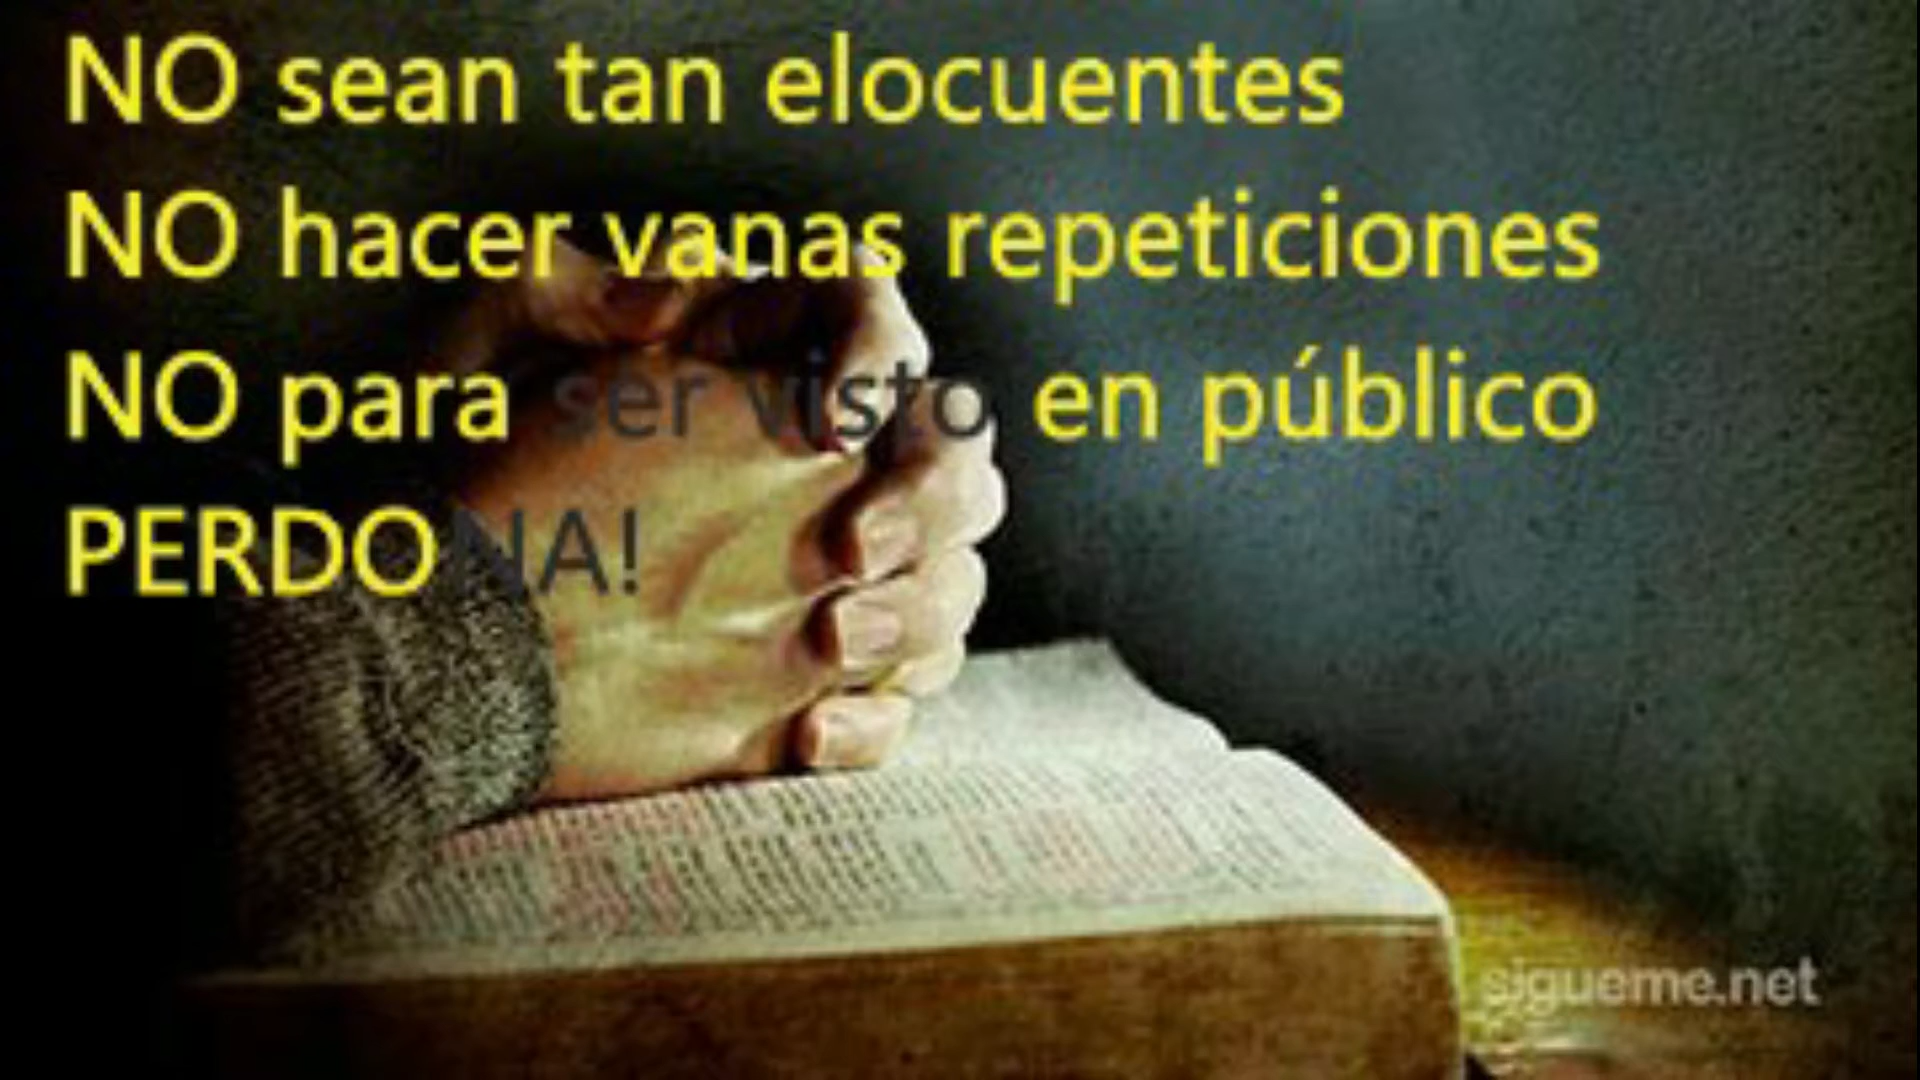 NO sean tan elocuentes
NO hacer vanas repeticiones
NO para ser visto en público
PERDONA!
sigueme.net